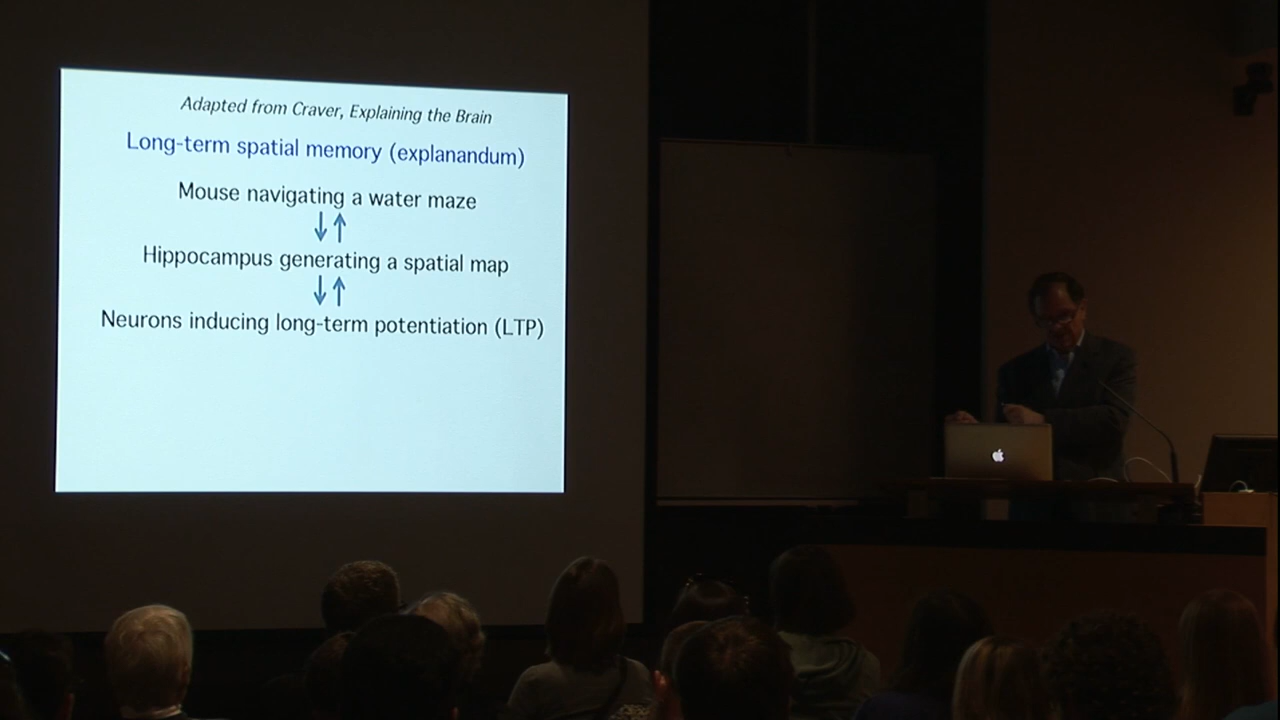 Adapted from Craver, Explaining the Brain
Long-term spatial memory (explanandum)
Mouse navigating a water maze
↓↑
Hippocampus generating a spatial map
↓↑
Neurons inducing long-term potentiation (LTP)